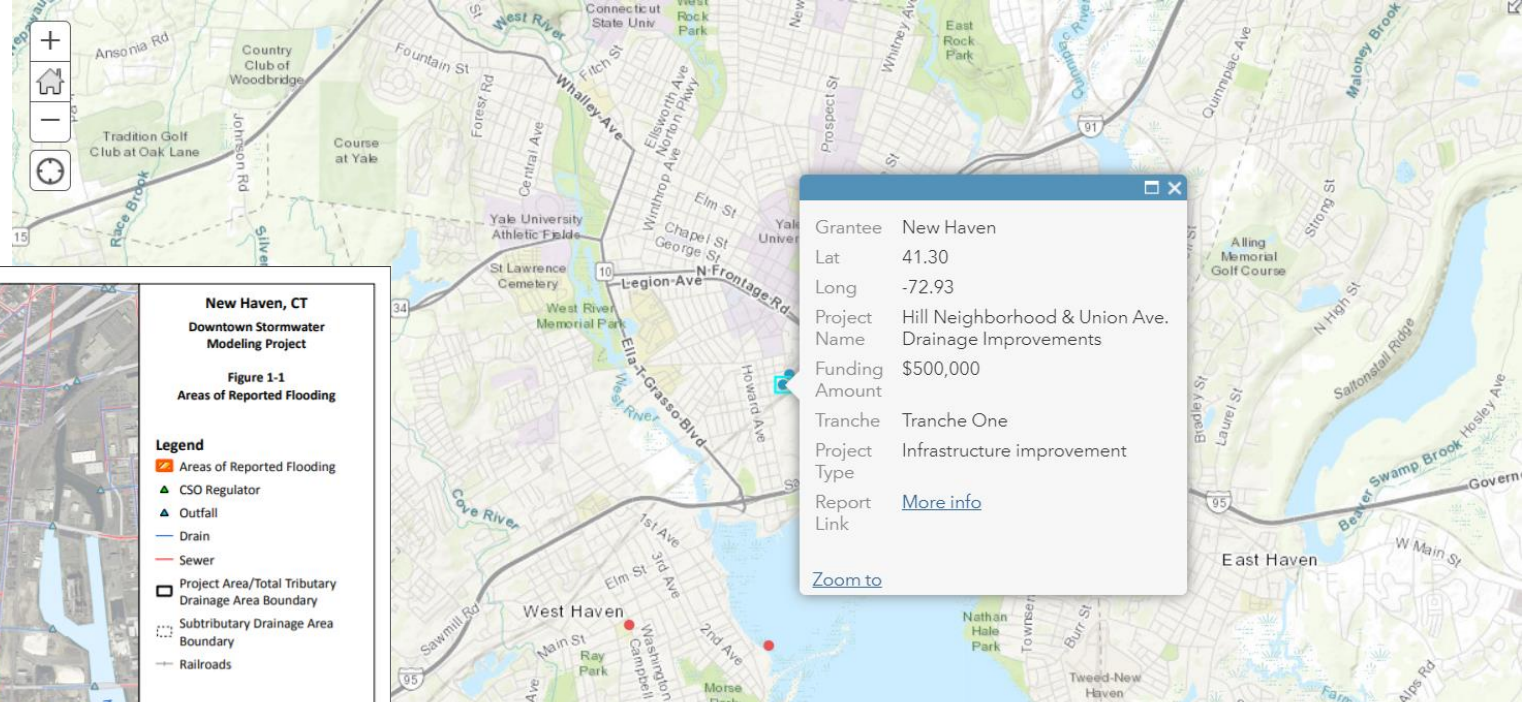 Connecticut
State Univ
West
Rock
Park
West River
Ansonia Rd
Country
Club of
Woodbridge
Fountain St
Fitch St
Whitney Av
East
Rock
Park
Quinnipiac Ave
Maloney Brook
Forest Rd
Whalley-Ave
Ellsworth Ave
Norton Pkwy
Prospect St
91
Tradition Golf
Club at Oak Lane
Johnson Rd
Course
at Yale
Central Ave
Winthrop Ave
Elm St
Race Brook
15
Silver
Yale University
Athletic Fields
Chapel St
George St
Yale
Univer
Strong St
Alling
Memorial
Golf Course
St Lawrence
Cemetery
10
Legion-Ave
N-Frontage-Rd
34
West River
Memorial Park
N High St
Ella-T-Grasso-Blvd
West River
Howard Ave
Saltonstall Ridge
Bradley St
Laurel St
Hosley Ave
Beaver Swamp Brook
Govern
95
Cove River
1st Ave
3rd Ave
Elm St
East Haven
W Main St
West Haven
Sawmill Rd
Main St
Ray
Park
Washington
Campbell
2nd Ave
Morse
95
Nathan
Hale
Park
Townsen
Burr St
Tweed-New
Haven
Alps Rd
Farm
Grantee New Haven
Lat 41.30
Long -72.93
Project Hill Neighborhood & Union Ave.
Name Drainage Improvements
Funding $500,000
Amount
Tranche Tranche One
Project Infrastructure improvement
Type
Report More info
Link
Zoom to
New Haven, CT
Downtown Stormwater
Modeling Project
Figure 1-1
Areas of Reported Flooding
Legend
Areas of Reported Flooding
CSO Regulator
Outfall
Drain
Sewer
Project Area/Total Tributary
Drainage Area Boundary
Subtributary Drainage Area
Boundary
Railroads